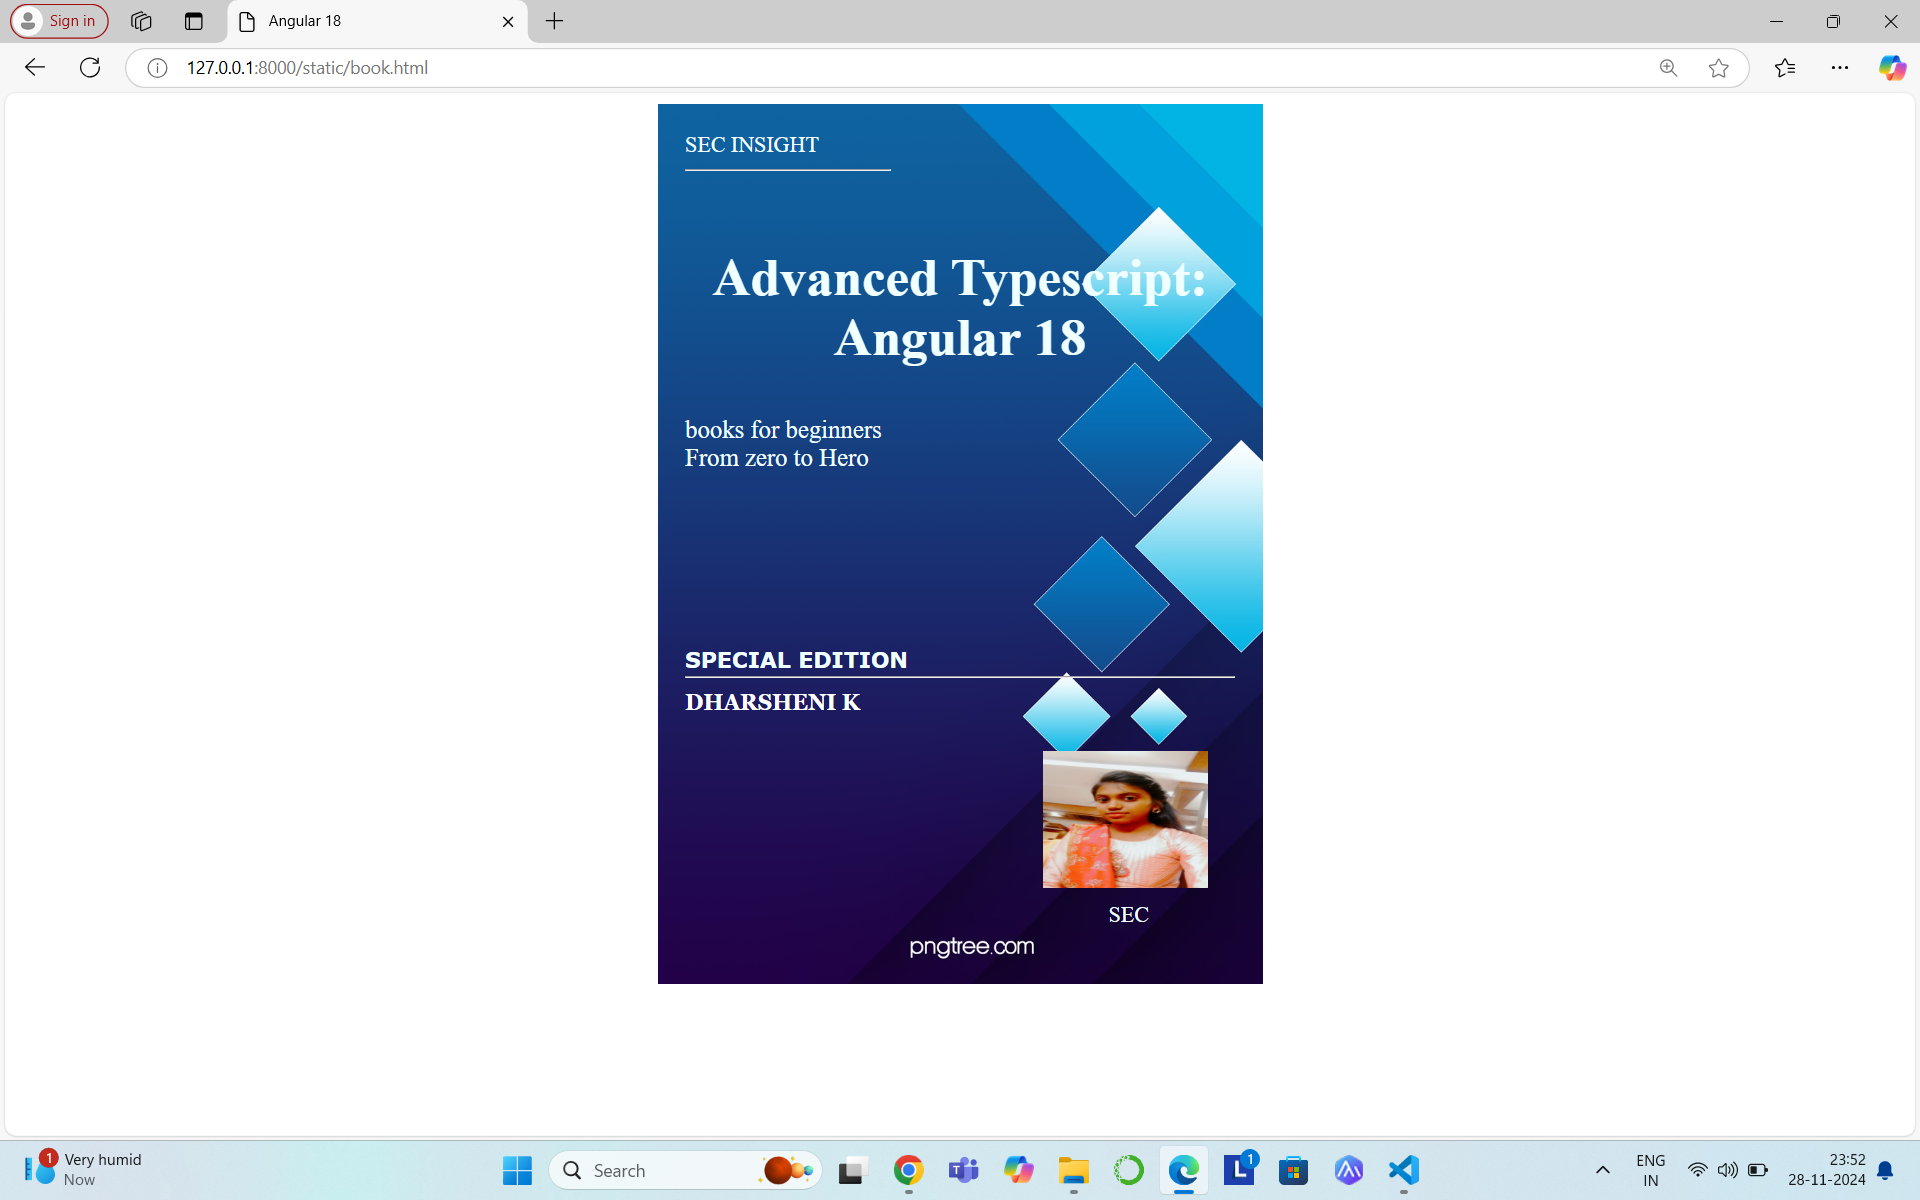 Sign in
Angular 18
127.0.0.1:8000/static/book.html
SEC INSIGHT
Advanced Typescript:
Angular 18
books for beginners
From zero to Hero
SPECIAL EDITION
DHARSHENI K
SEC
pngtree.com
1
Very humid
Now
Search
L
1
ENG
IN
23:52
28-11-2024